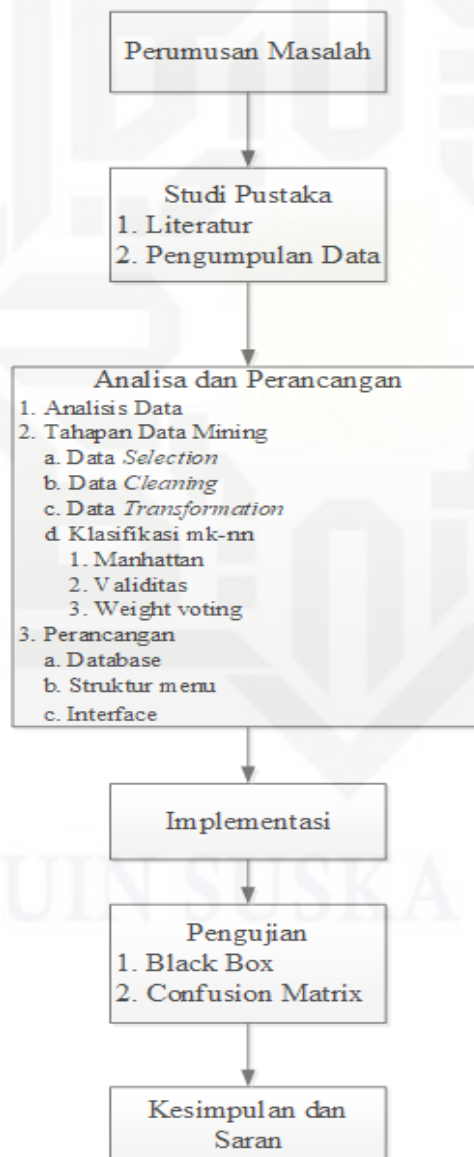 Perumusan Masalah
Studi Pustaka
1. Literatur
2. Pengumpulan Data
Analisa dan Perancangan
1. Analisis Data
2. Tahapan Data Mining
a. Data Selection
b. Data Cleaning
c. Data Transformation
d. Klasifikasi mk-nn
1. Manhattan
2. Validitas
3. Weight voting
3. Perancangan
a. Database
b. Struktur menu
c. Interface
Implementasi
UIN SUSKA
Pengujian
1. Black Box
2. Confusion Matrix
Kesimpulan dan
Saran